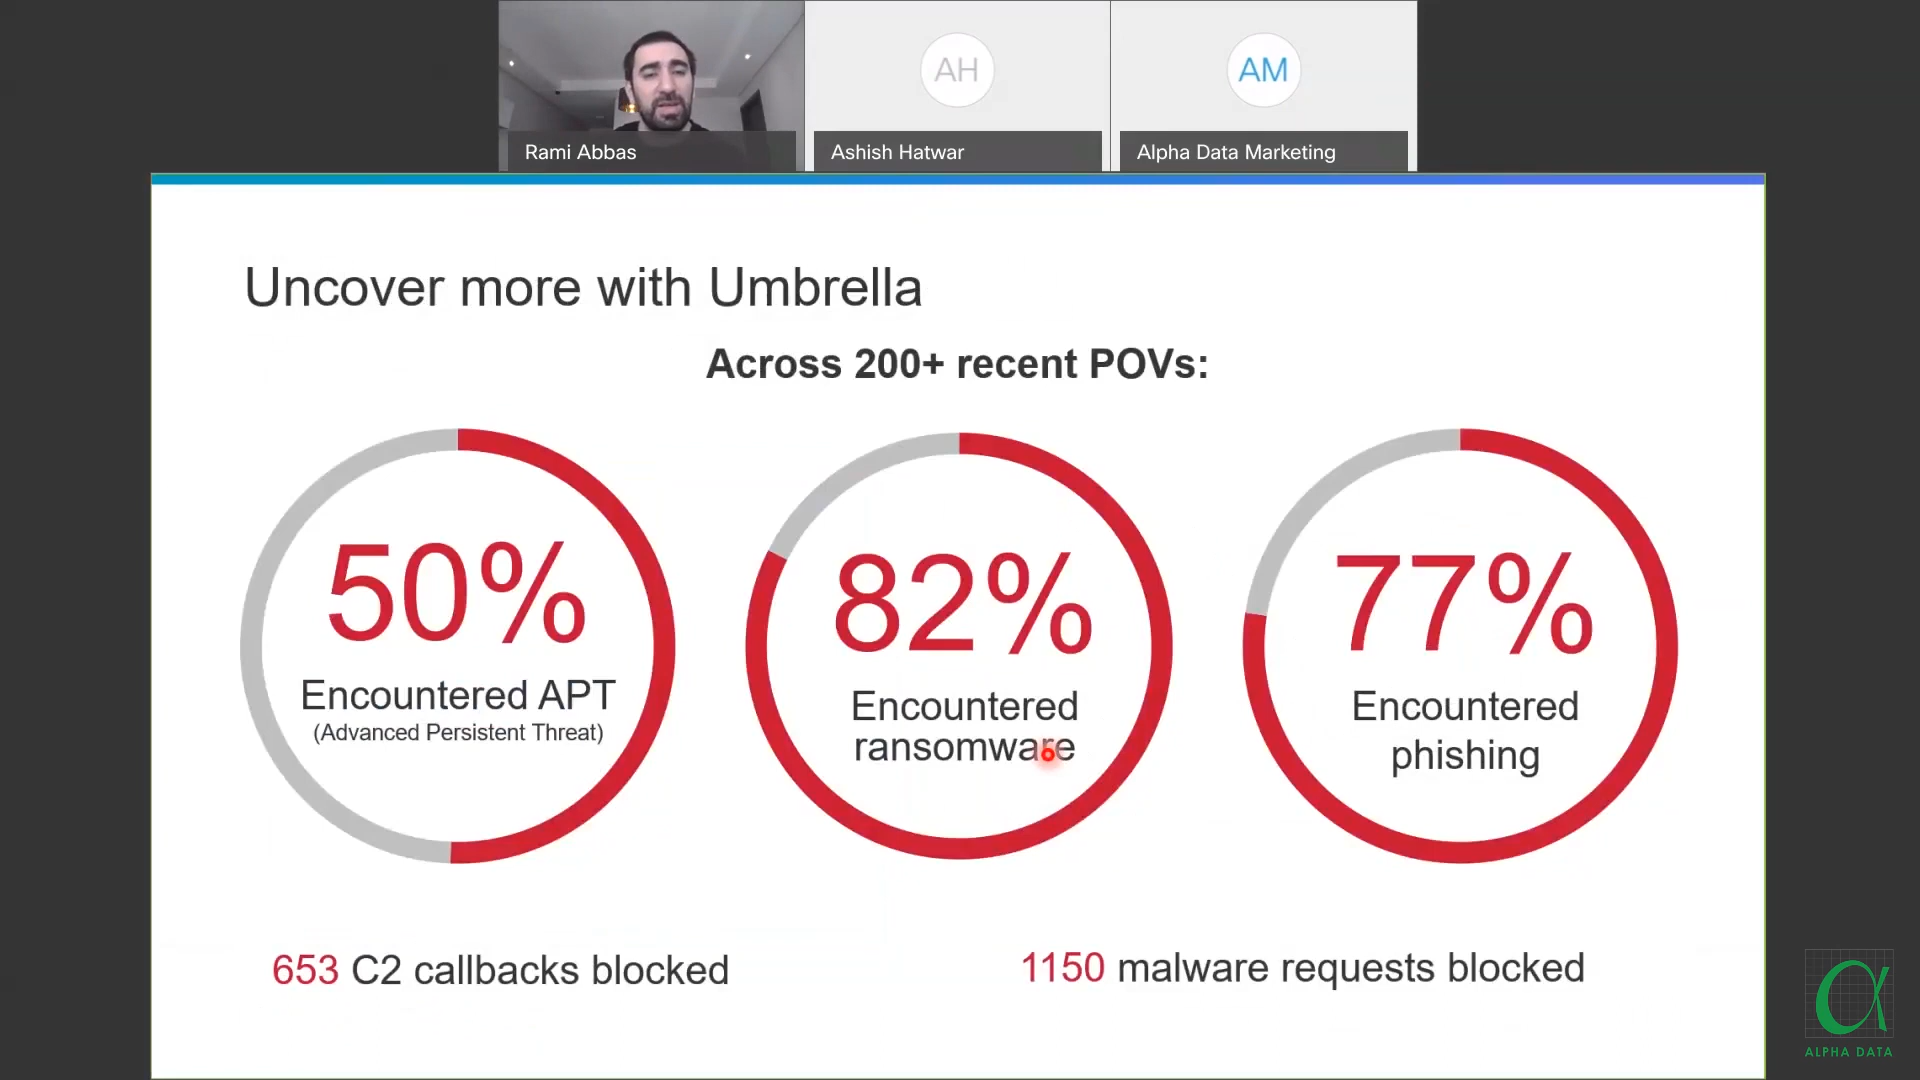 AH
AM
Rami Abbas
Ashish Hatwar
Alpha Data Marketing
Uncover more with Umbrella
Across 200+ recent POVs:
50%
Encountered APT
(Advanced Persistent Threat)
82%
Encountered
ransomware
77%
Encountered
phishing
653 C2 callbacks blocked
1150 malware requests blocked
ALPHA DATA